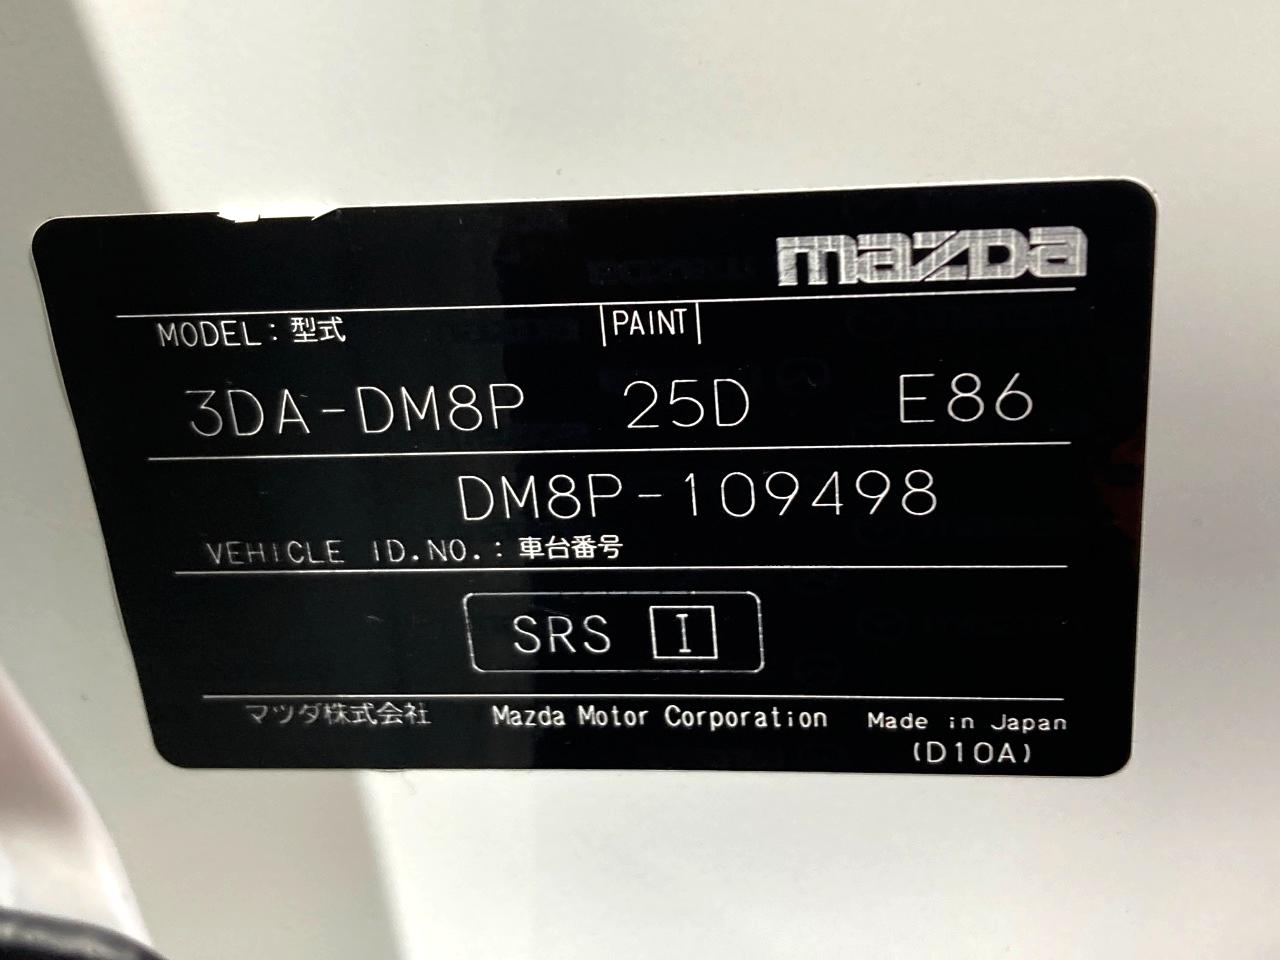 mazda
MODEL: 型式 PAINT
3DA-DM8P 25D E86
DM8P-109498
VEHICLE ID.NO.: 車台番号
SRS I
マツダ株式会社 Mazda Motor Corporation Made in Japan
(D10A)